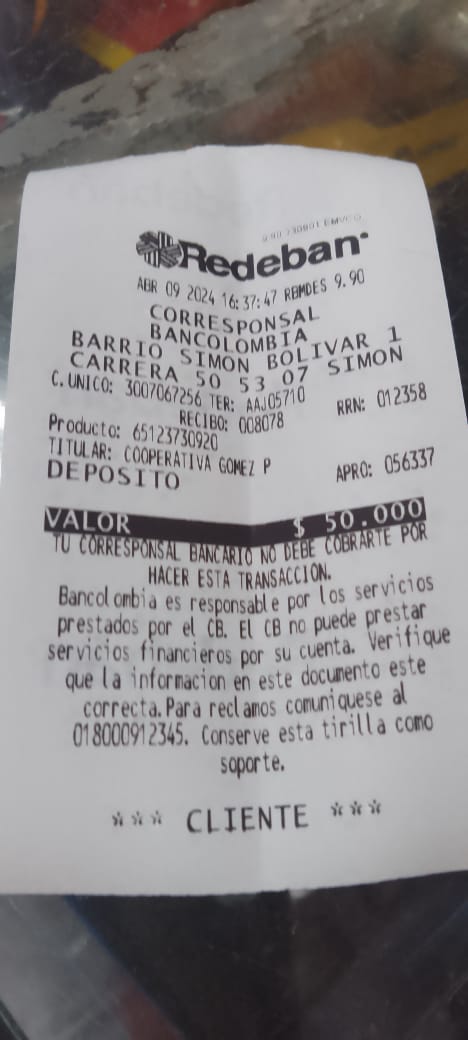 Redeban
ABR 09 2024 16:37:47 RBMDES 9.90
CORRESPONSAL
BANCOLOMBIA
BARRIO SIMON BOLIVAR 1
CARRERA 50 53 07 SIMON
C.UNICO: 3007067256 TER: AAJ05710
RECIBO: 008078 RRN: 012358
Producto: 65123730920
TITULAR: COOPERATIVA GOMEZ P
DEPOSITO APRO: 056337
VALOR $ 50.000
TU CORRESPONSAL BANCARIO NO DEBE COBRARTE POR
HACER ESTA TRANSACCION.
Bancolombia es responsable por los servicios
prestados por el CB. El CB no puede prestar
servicios financieros por su cuenta. Verifique
que la informacion en este documento este
correcta.Para reclamos comuniquese al
018000912345. Conserve esta tirilla como
soporte.
*** CLIENTE ***